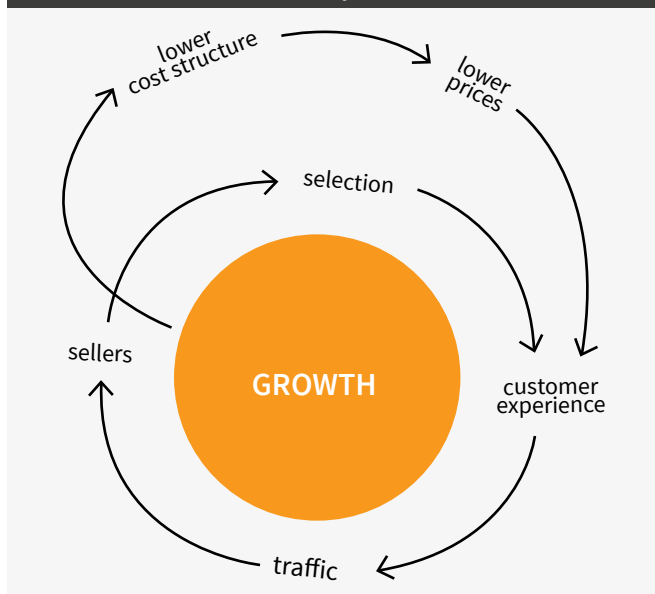 lower
cost structure
lower
prices
selection
sellers
GROWTH
customer
experience
traffic